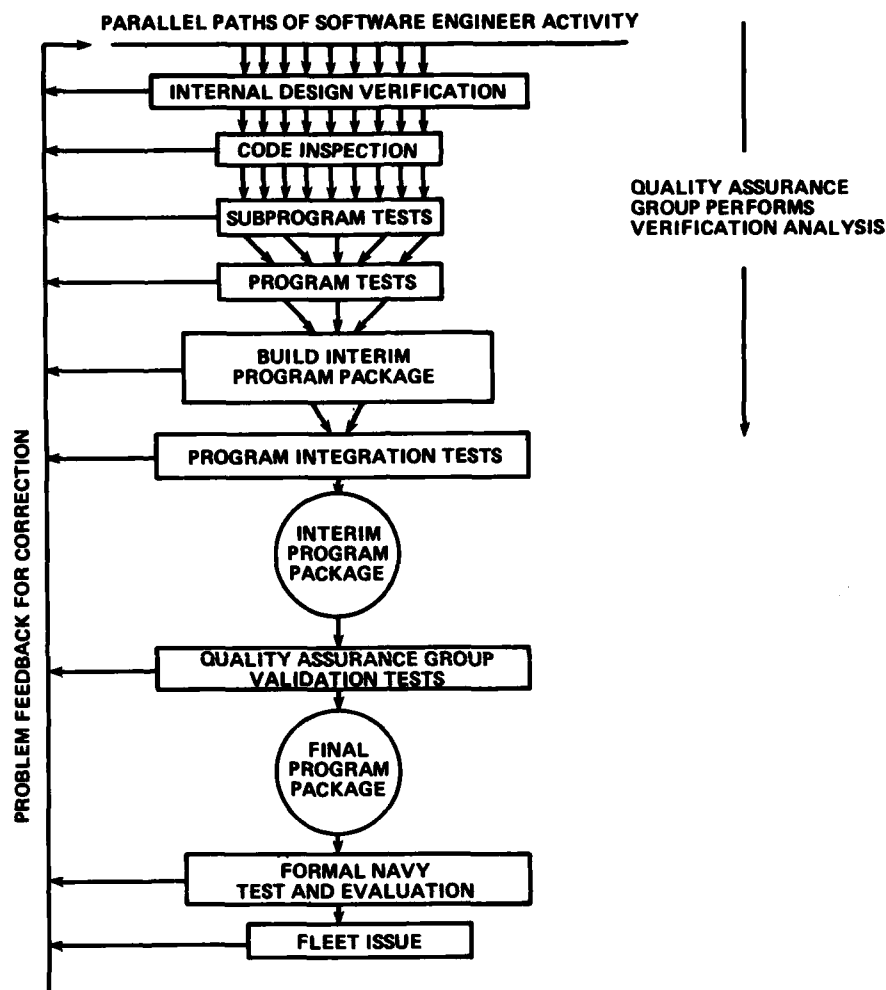 PARALLEL PATHS OF SOFTWARE ENGINEER ACTIVITY
INTERNAL DESIGN VERIFICATION
CODE INSPECTION
SUBPROGRAM TESTS
PROGRAM TESTS
BUILD INTERIM
PROGRAM PACKAGE
PROGRAM INTEGRATION TESTS
INTERIM
PROGRAM
PACKAGE
QUALITY ASSURANCE GROUP
VALIDATION TESTS
FINAL
PROGRAM
PACKAGE
FORMAL NAVY
TEST AND EVALUATION
FLEET ISSUE
PROBLEM FEEDBACK FOR CORRECTION
QUALITY ASSURANCE
GROUP PERFORMS
VERIFICATION ANALYSIS